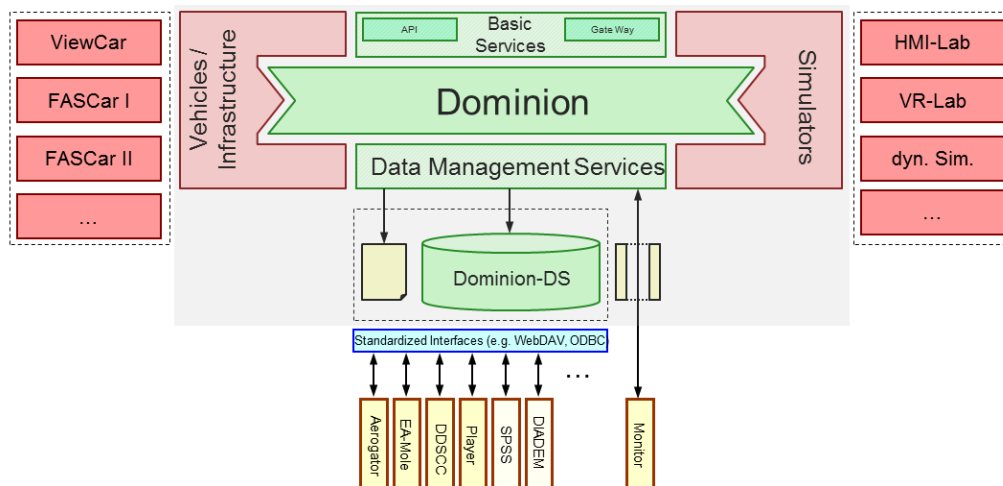 ViewCar
FASCar I
FASCar II
…
Vehicles/
Infrastructure
API
Basic
Services
Gate Way
Dominion
Data Management Services
Simulators
HMI-Lab
VR-Lab
dyn. Sim.
…
Dominion-DS
Standardized Interfaces (e.g. WebDAV, ODBC)
…
Aerogator
EA-Mole
DDSCC
Player
SPSS
DIADEM
Monitor